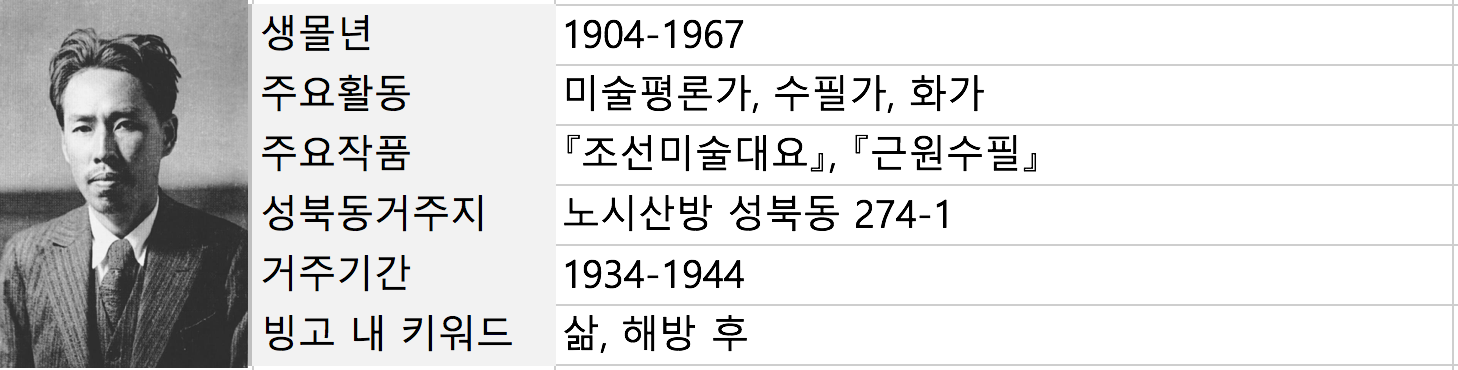 생몰년 1904-1967
주요활동 미술평론가, 수필가, 화가
주요작품 『조선미술대요』, 『근원수필』
성북동거주지 노시산방 성북동 274-1
거주기간 1934-1944
빙고 내 키워드 삶, 해방 후